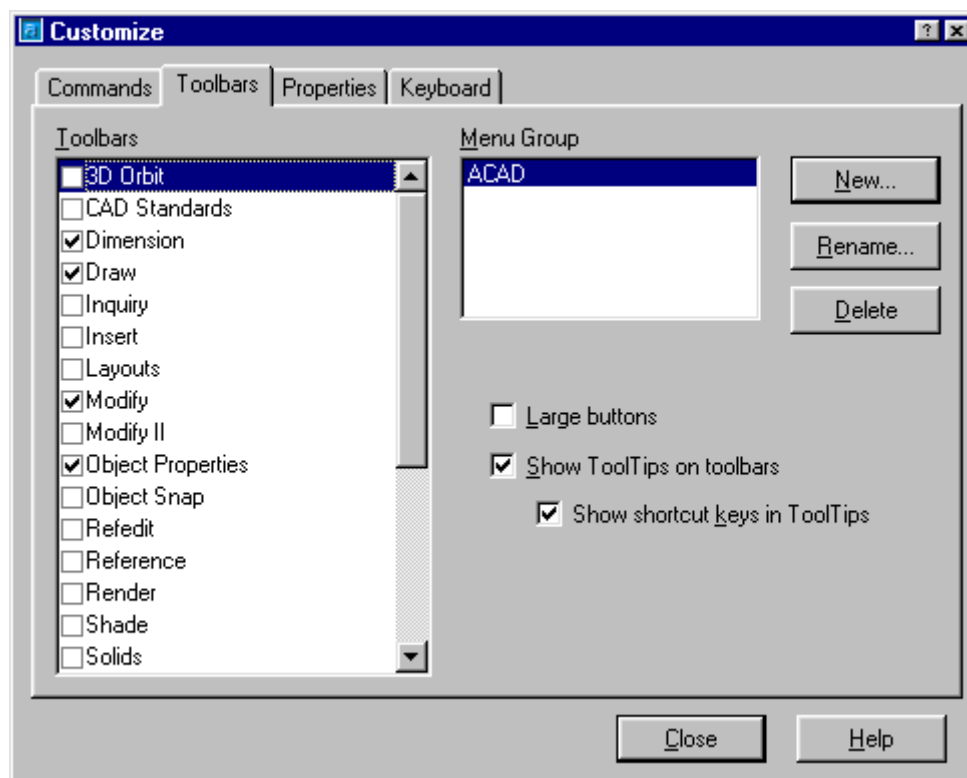 Customize
Commands Toolbars Properties Keyboard
Toolbars
3D Orbit
CAD Standards
Dimension
Draw
Inquiry
Insert
Layouts
Modify
Modify II
Object Properties
Object Snap
Refedit
Reference
Render
Shade
Solids
Menu Group
ACAD
New...
Rename...
Delete
Large buttons
Show ToolTips on toolbars
Show shortcut keys in ToolTips
Close Help